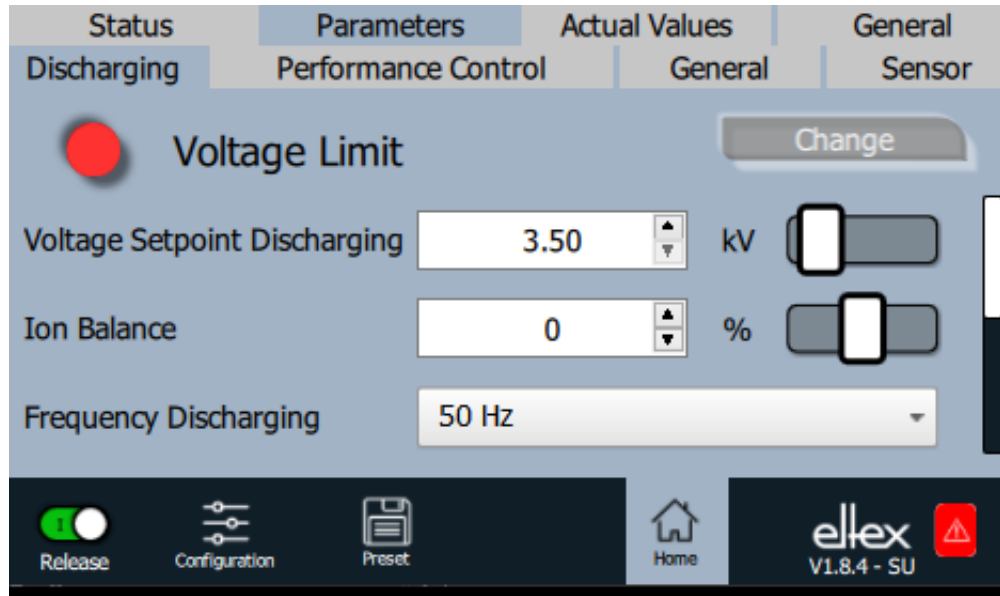 Status Parameters Actual Values General
Discharging Performance Control General Sensor
Voltage Limit Change
Voltage Setpoint Discharging 3.50 kV
Ion Balance 0 %
Frequency Discharging 50 Hz
I
eltex
Release Configuration Preset Home V1.8.4 - SU